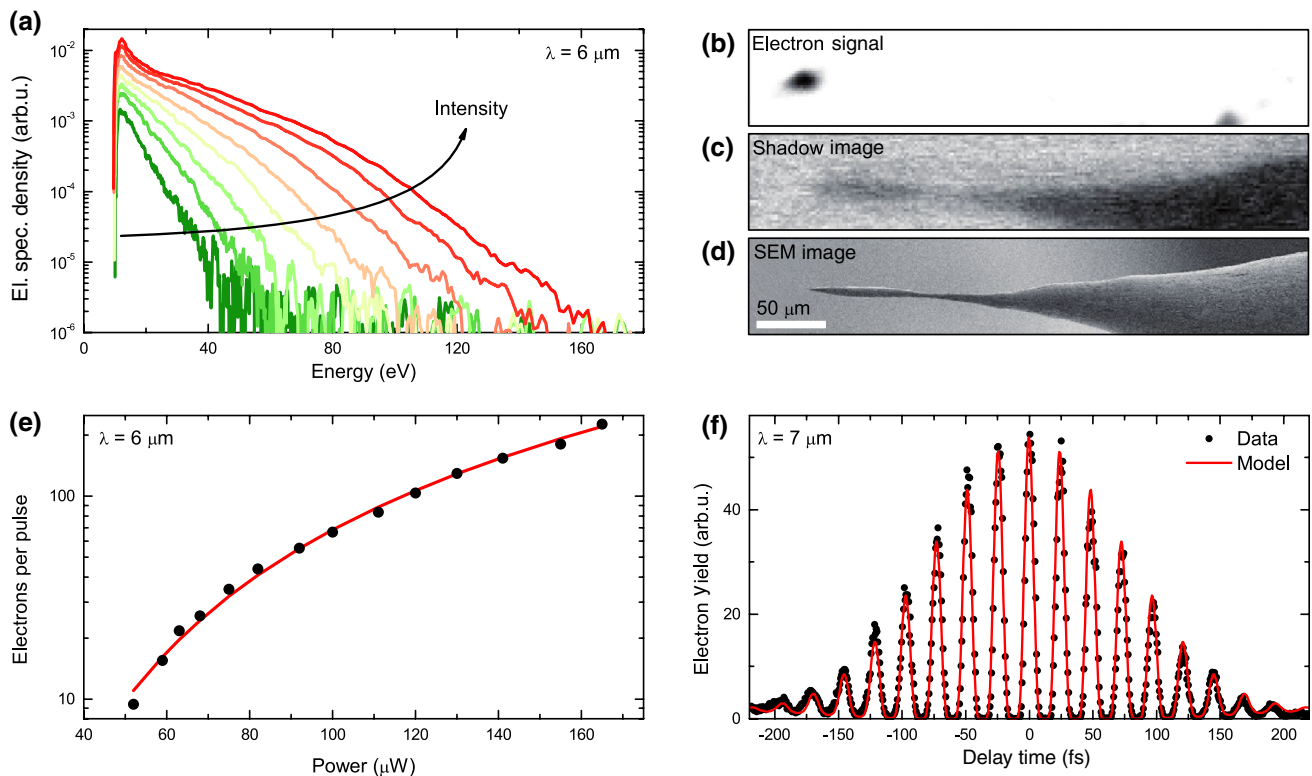 (a)
λ = 6 μm
Intensity
El. spec. density (arb.u.)
10⁻²
10⁻³
10⁻⁴
10⁻⁵
10⁻⁶
0 40 80 120 160
Energy (eV)
(b) Electron signal
(c) Shadow image
(d) SEM image
50 μm
(e)
λ = 6 μm
Electrons per pulse
100
10
40 60 80 100 120 140 160
Power (μW)
(f)
λ = 7 μm
Data
Model
Electron yield (arb.u.)
40
20
0
-200 -150 -100 -50 0 50 100 150 200
Delay time (fs)